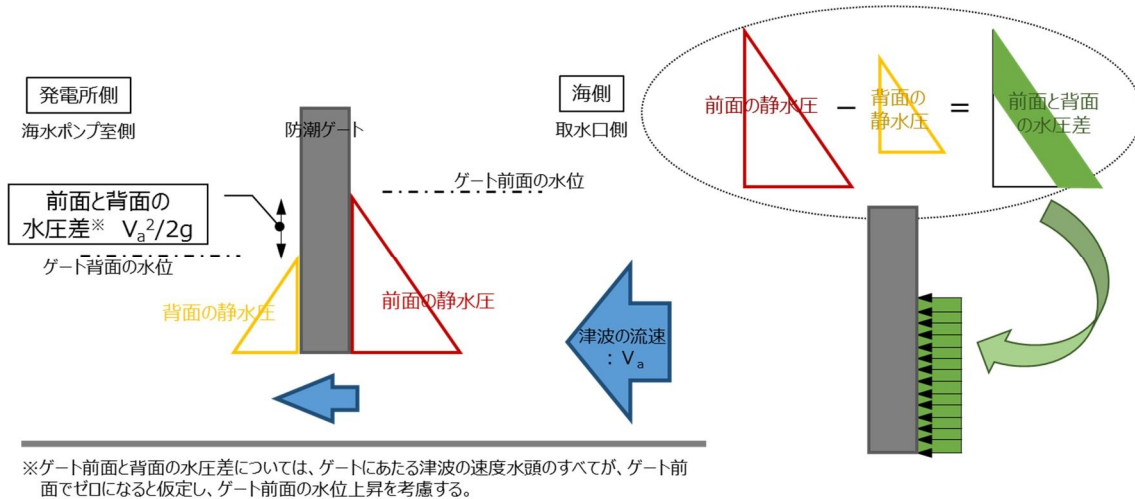 発電所側
海水ポンプ室側
防潮ゲート
海側
取水口側
前面の静水圧
－
背面の
静水圧
＝
前面と背面
の水圧差
ゲート前面の水位
前面と背面の
水圧差※ Va²/2g
ゲート背面の水位
背面の静水圧
前面の静水圧
津波の流速
：Va
※ゲート前面と背面の水圧差については、ゲートにあたる津波の速度水頭のすべてが、ゲート前
面でゼロになると仮定し、ゲート前面の水位上昇を考慮する。